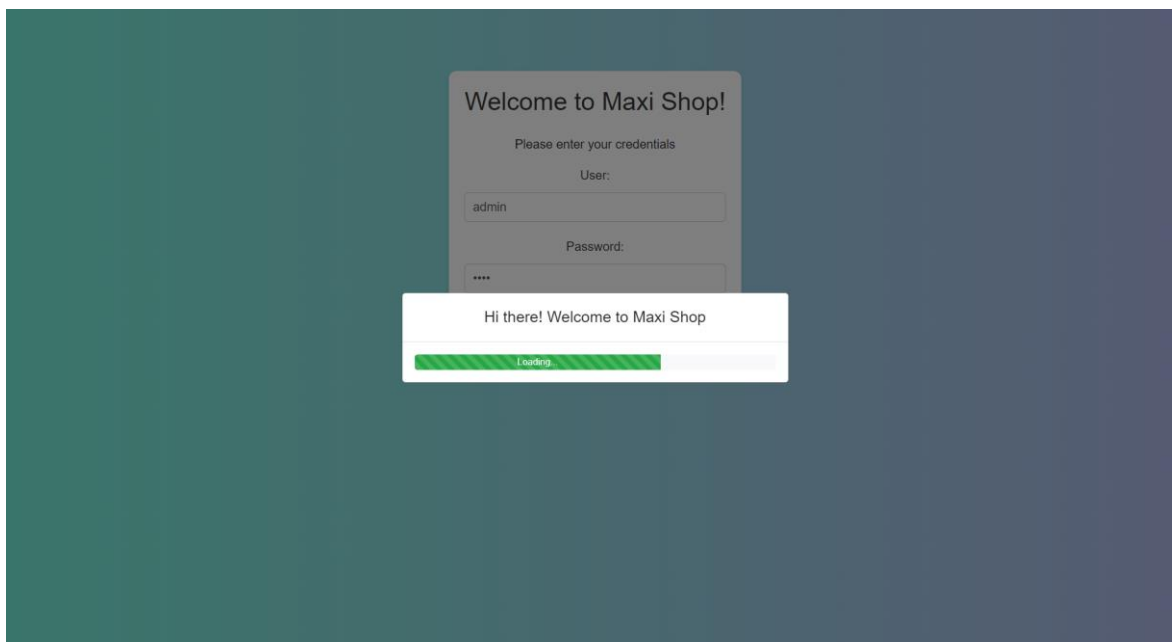 Welcome to Maxi Shop!
Please enter your credentials
User:
admin
Password:
••••
Hi there! Welcome to Maxi Shop
Loading...